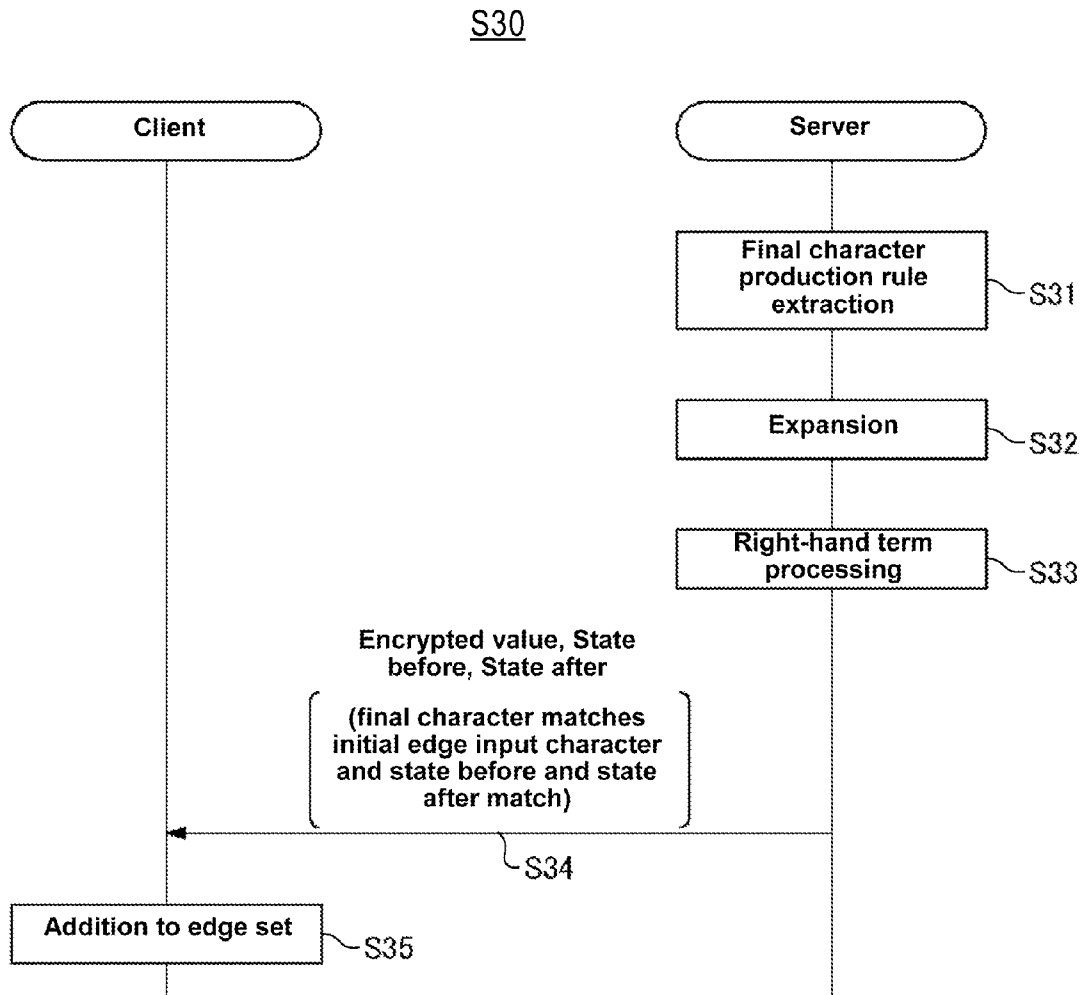 S30
Client
Server
Final character
production rule
extraction
S31
Expansion
S32
Right-hand term
processing
S33
Encrypted value, State
before, State after
(final character matches
initial edge input character
and state before and state
after match)
S34
Addition to edge set
S35